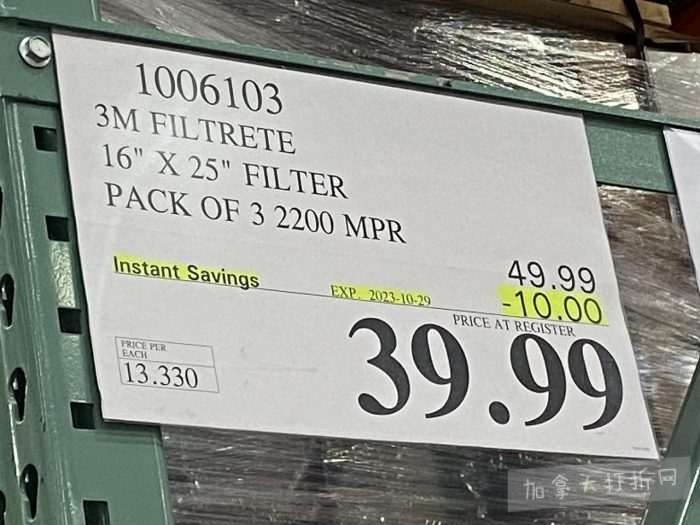 1006103
3M FILTRETE
16" X 25" FILTER
PACK OF 3 2200 MPR
49.99
Instant Savings EXP. 2023-10-29 -10.00
PRICE AT REGISTER
39.99
PRICE PER
EACH
13.330
加拿大打折网